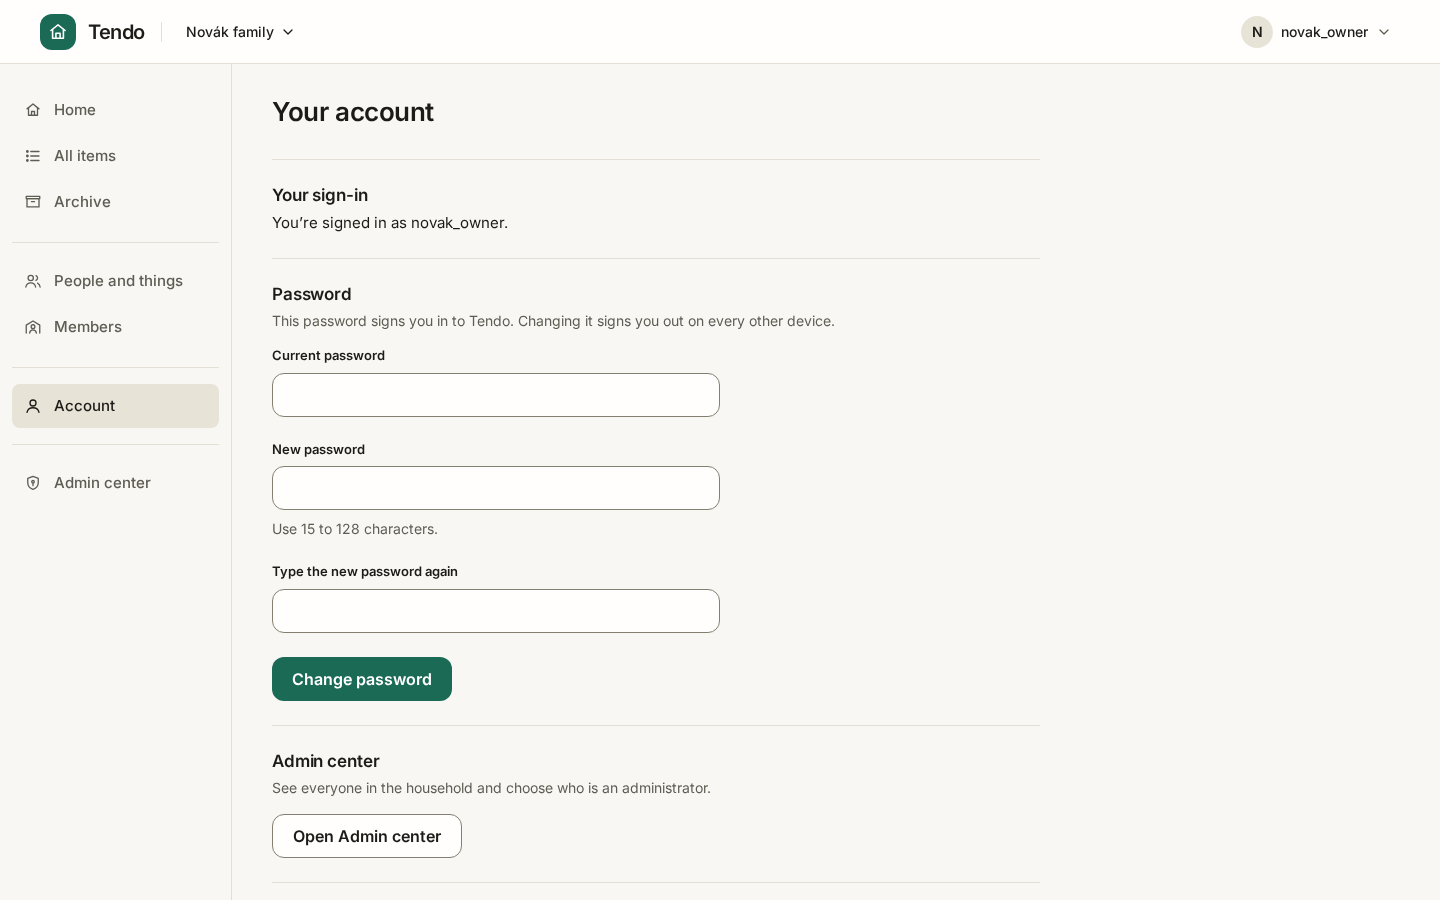 Tendo
Novák family
N
novak_owner
Home
All items
Archive
People and things
Members
Account
Admin center
Your account
Your sign-in
You’re signed in as novak_owner.
Password
This password signs you in to Tendo. Changing it signs you out on every other device.
Current password
New password
Use 15 to 128 characters.
Type the new password again
Change password
Admin center
See everyone in the household and choose who is an administrator.
Open Admin center